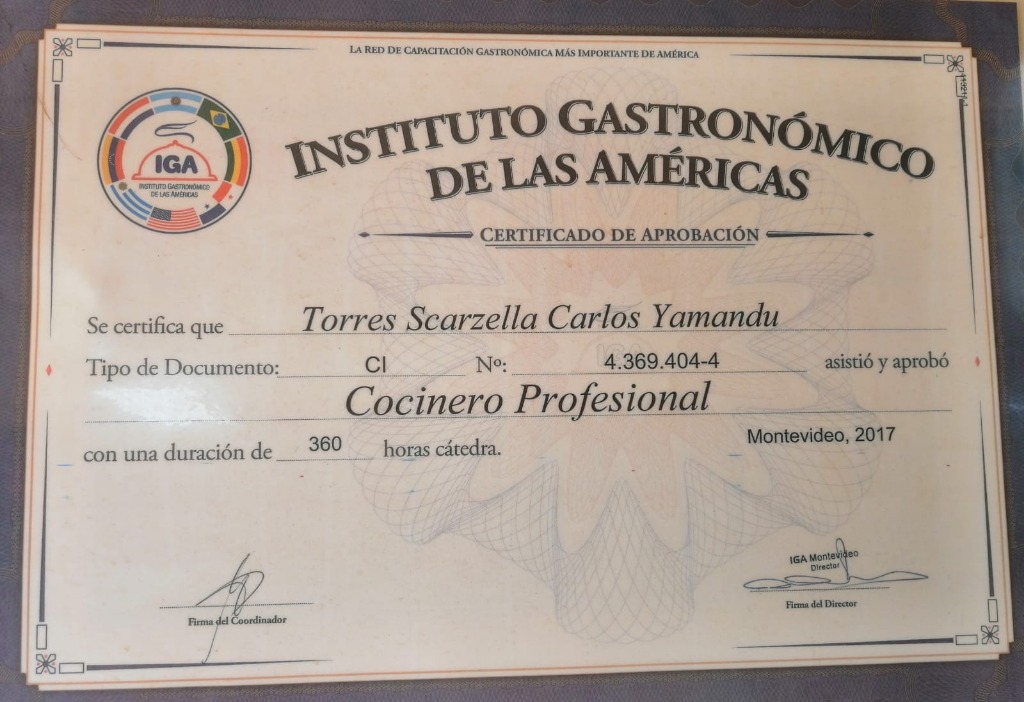 LA RED DE CAPACITACIÓN GASTRONÓMICA MÁS IMPORTANTE DE AMÉRICA
IGA
INSTITUTO GASTRONÓMICO
DE LAS AMÉRICAS
INSTITUTO GASTRONÓMICO
DE LAS AMÉRICAS
CERTIFICADO DE APROBACIÓN
Se certifica que Torres Scarzella Carlos Yamandu
Tipo de Documento: CI Nº: 4.369.404-4 asistió y aprobó
Cocinero Profesional
con una duración de 360 horas cátedra.
Montevideo, 2017
IGA Montevideo
Director
Firma del Coordinador
Firma del Director